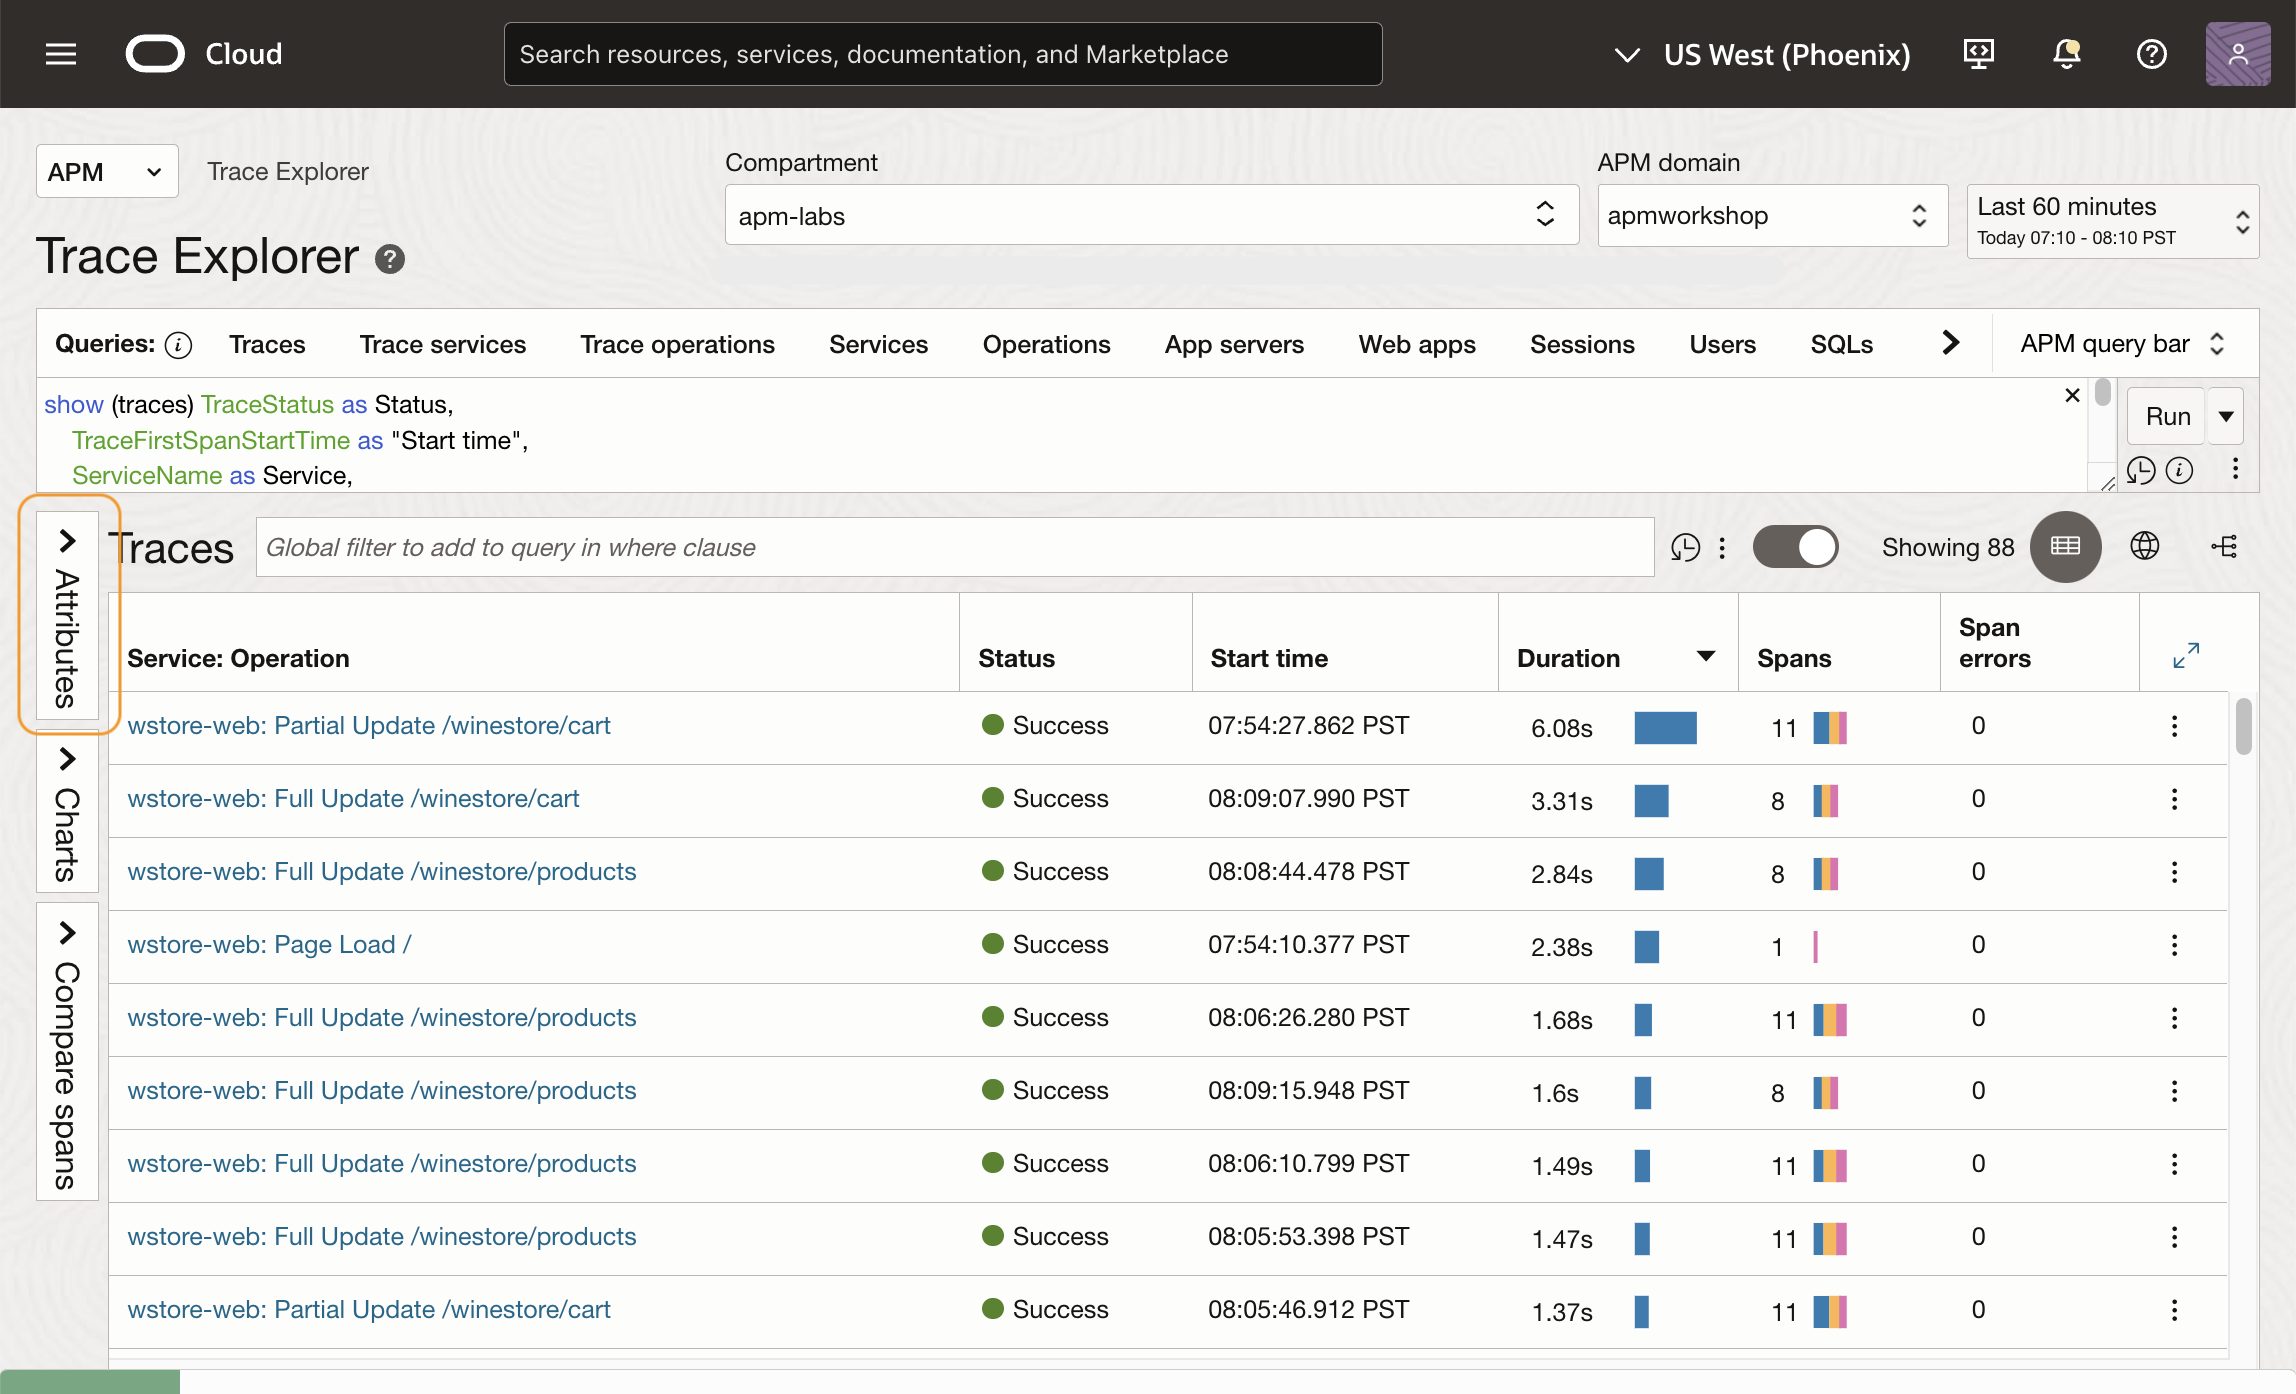 Cloud
Search resources, services, documentation, and Marketplace
US West (Phoenix)
APM
Trace Explorer
Compartment
apm-labs
APM domain
apmworkshop
Last 60 minutes
Today 07:10 - 08:10 PST
Trace Explorer
Queries: Traces Trace services Trace operations Services Operations App servers Web apps Sessions Users SQLs APM query bar
show (traces) TraceStatus as Status,
TraceFirstSpanStartTime as "Start time",
ServiceName as Service,
Run
Attributes
Charts
Compare spans
Traces
Global filter to add to query in where clause
Showing 88
Service: Operation Status Start time Duration Spans Span errors
wstore-web: Partial Update /winestore/cart Success 07:54:27.862 PST 6.08s 11 0
wstore-web: Full Update /winestore/cart Success 08:09:07.990 PST 3.31s 8 0
wstore-web: Full Update /winestore/products Success 08:08:44.478 PST 2.84s 8 0
wstore-web: Page Load / Success 07:54:10.377 PST 2.38s 1 0
wstore-web: Full Update /winestore/products Success 08:06:26.280 PST 1.68s 11 0
wstore-web: Full Update /winestore/products Success 08:09:15.948 PST 1.6s 8 0
wstore-web: Full Update /winestore/products Success 08:06:10.799 PST 1.49s 11 0
wstore-web: Full Update /winestore/products Success 08:05:53.398 PST 1.47s 11 0
wstore-web: Partial Update /winestore/cart Success 08:05:46.912 PST 1.37s 11 0